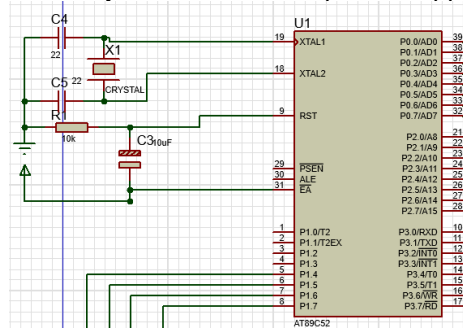 C4
22
X1
CRYSTAL
C5
22
R1
10k
C3
10uF
U1
19
XTAL1
18
XTAL2
9
RST
29
PSEN
30
ALE
31
EA
1
P1.0/T2
2
P1.1/T2EX
3
P1.2
4
P1.3
5
P1.4
6
P1.5
7
P1.6
8
P1.7
P0.0/AD0
39
P0.1/AD1
38
P0.2/AD2
37
P0.3/AD3
36
P0.4/AD4
35
P0.5/AD5
34
P0.6/AD6
33
P0.7/AD7
32
P2.0/A8
21
P2.1/A9
22
P2.2/A10
23
P2.3/A11
24
P2.4/A12
25
P2.5/A13
26
P2.6/A14
27
P2.7/A15
28
P3.0/RXD
10
P3.1/TXD
11
P3.2/INT0
12
P3.3/INT1
13
P3.4/T0
14
P3.5/T1
15
P3.6/WR
16
P3.7/RD
17
AT89C52